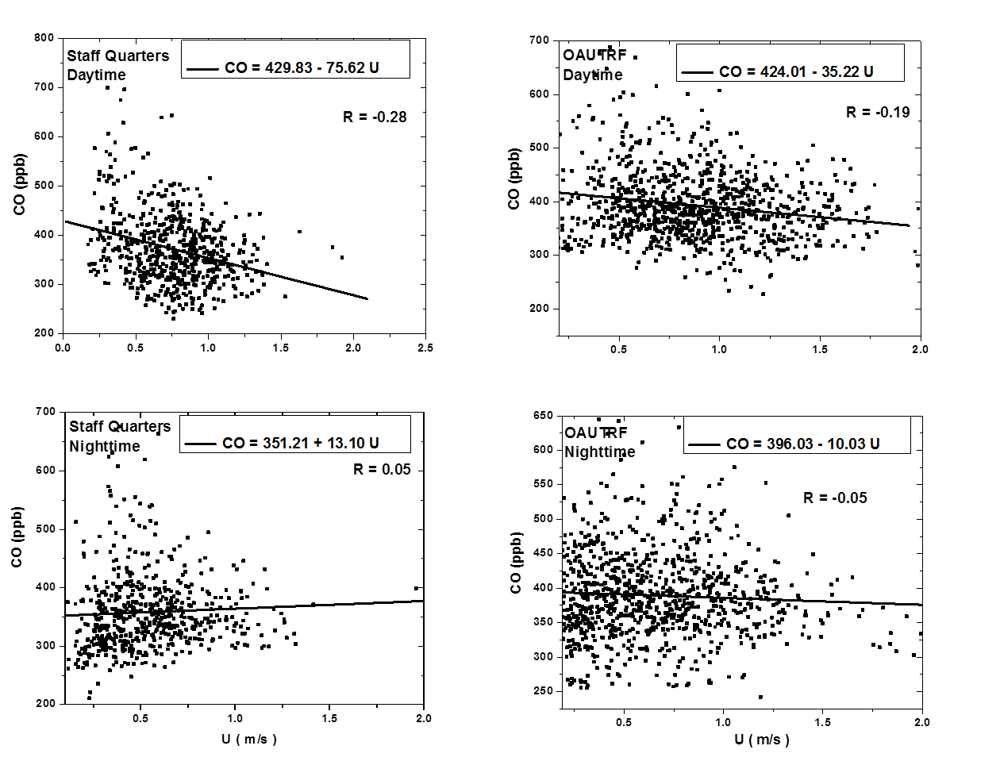 800
700
600
500
400
300
200
CO (ppb)
Staff Quarters
Daytime
CO = 429.83 - 75.62 U
R = -0.28
0.0 0.5 1.0 1.5 2.0 2.5
700
600
500
400
300
200
CO (ppb)
OAU TRF
Daytime
CO = 424.01 - 35.22 U
R = -0.19
0.5 1.0 1.5 2.0
700
600
500
400
300
200
CO (ppb)
Staff Quarters
Nighttime
CO = 351.21 + 13.10 U
R = 0.05
0.5 1.0 1.5 2.0
U ( m/s )
650
600
550
500
450
400
350
300
250
CO (ppb)
OAU TRF
Nighttime
CO = 396.03 - 10.03 U
R = -0.05
0.5 1.0 1.5 2.0
U ( m/s )